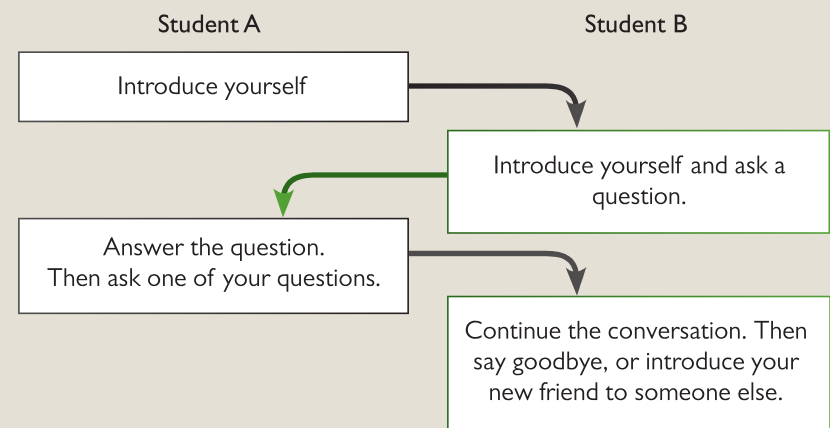 Student A
Student B
Introduce yourself
Introduce yourself and ask a
question.
Answer the question.
Then ask one of your questions.
Continue the conversation. Then
say goodbye, or introduce your
new friend to someone else.